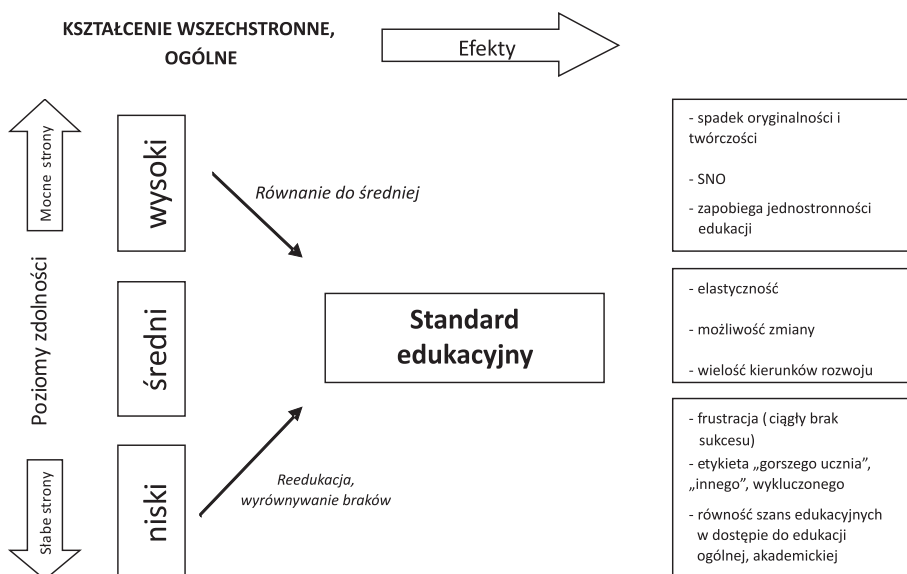 KSZTAŁCENIE WSZECHSTRONNE,
OGÓLNE
Efekty
Mocne strony
Poziomy zdolności
Słabe strony
wysoki
średni
niski
Równanie do średniej
Standard
edukacyjny
Reedukacja,
wyrównywanie braków
- spadek oryginalności i
twórczości
- SNO
- zapobiega jednostronności
edukacji
- elastyczność
- możliwość zmiany
- wielość kierunków rozwoju
- frustracja (ciągły brak
sukcesu)
- etykieta „gorszego ucznia”,
„innego”, wykluczonego
- równość szans edukacyjnych
w dostępie do edukacji
ogólnej, akademickiej